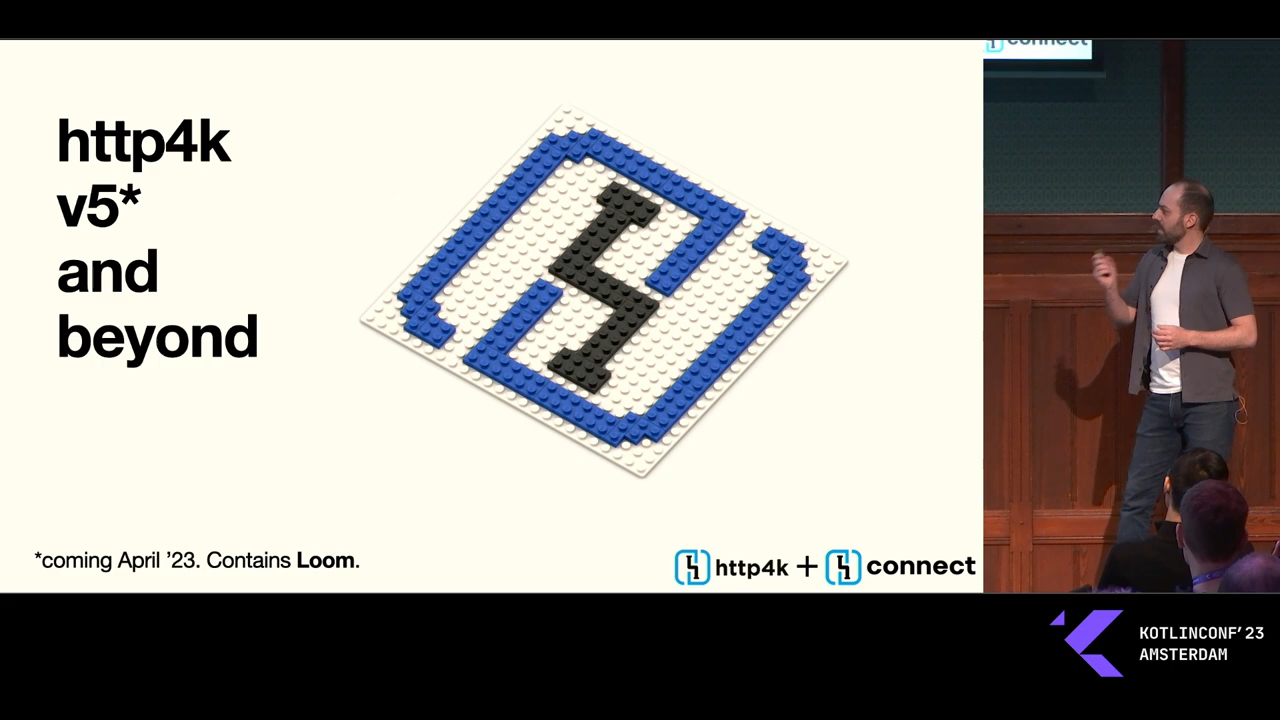 connect
http4k
v5*
and
beyond
*coming April '23. Contains Loom.
http4k + connect
KOTLINCONF'23
AMSTERDAM